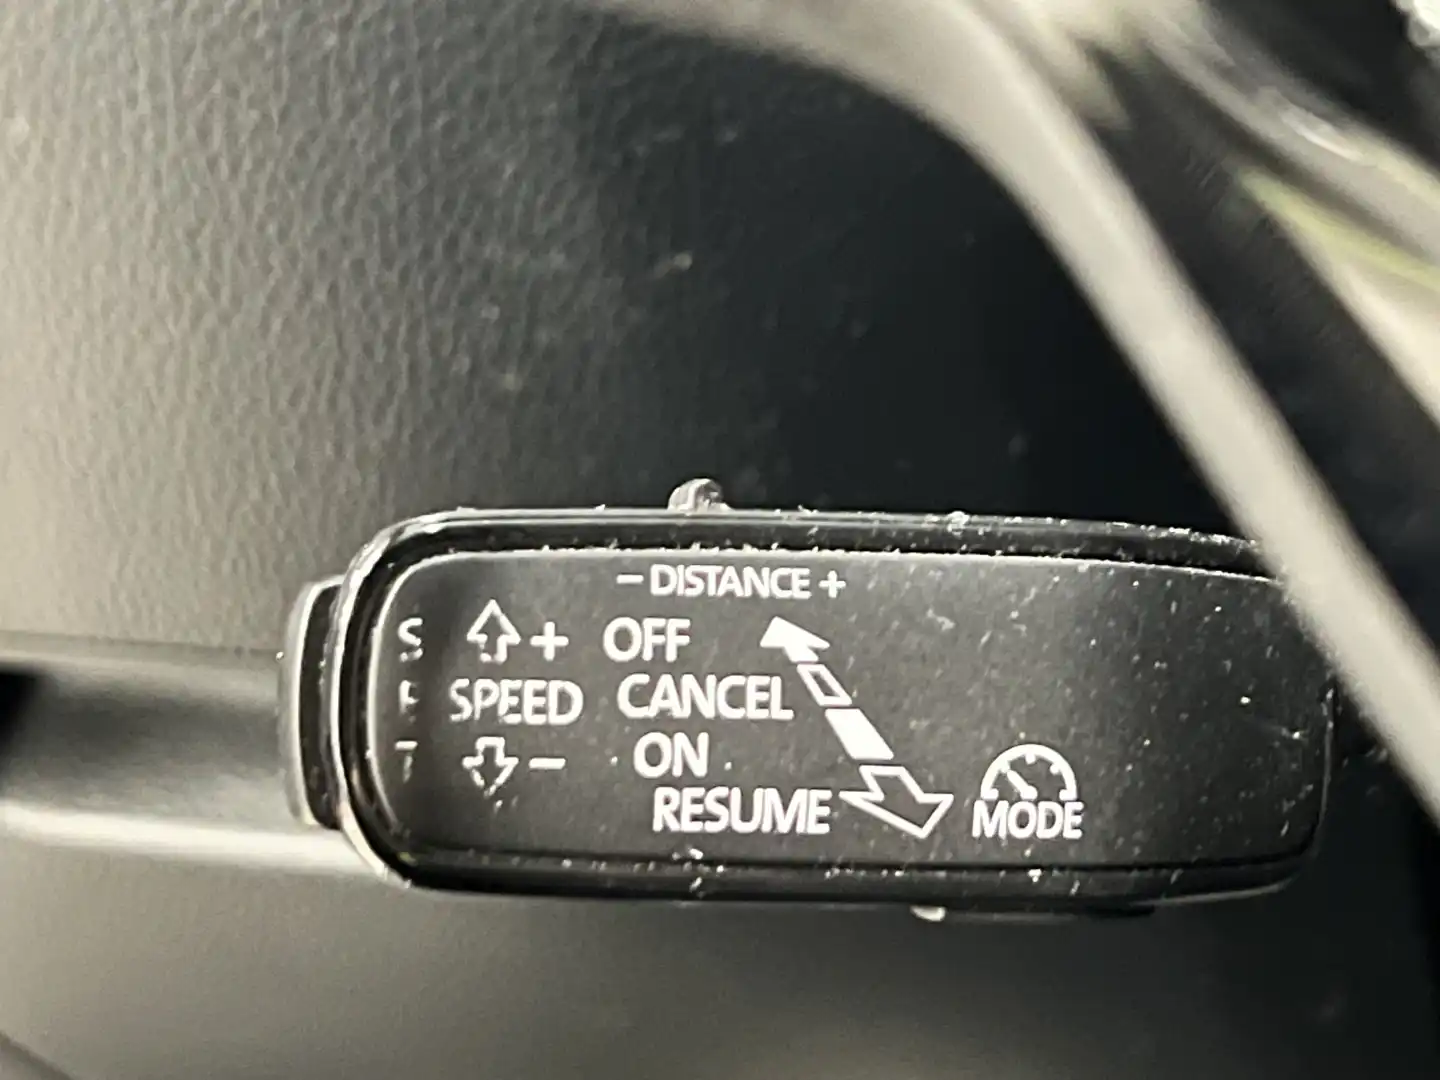 – DISTANCE +
+ OFF
SPEED CANCEL
– ON
RESUME
MODE